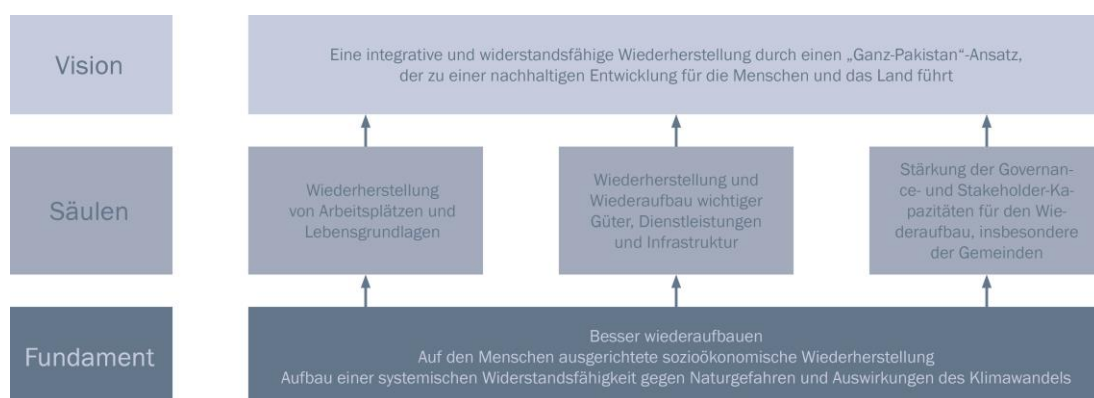 Vision
Eine integrative und widerstandsfähige Wiederherstellung durch einen „Ganz-Pakistan“-Ansatz,
der zu einer nachhaltigen Entwicklung für die Menschen und das Land führt
Säulen
Wiederherstellung
von Arbeitsplätzen und
Lebensgrundlagen
Wiederherstellung und
Wiederaufbau wichtiger
Güter, Dienstleistungen
und Infrastruktur
Stärkung der Governan-
ce- und Stakeholder-Ka-
pazitäten für den Wie-
deraufbau, insbesondere
der Gemeinden
Fundament
Besser wiederaufbauen
Auf den Menschen ausgerichtete sozioökonomische Wiederherstellung
Aufbau einer systemischen Widerstandsfähigkeit gegen Naturgefahren und Auswirkungen des Klimawandels